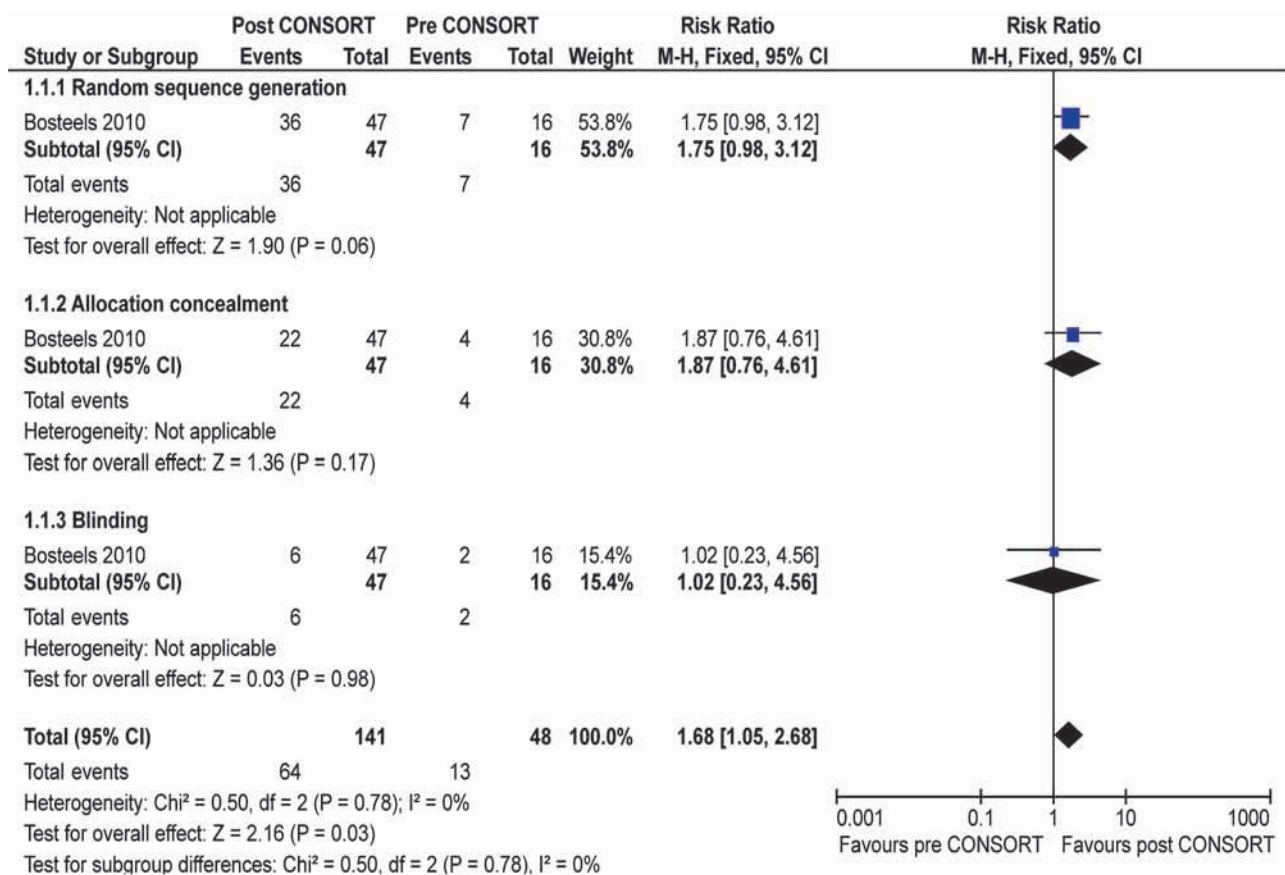 Post CONSORT Pre CONSORT Risk Ratio Risk Ratio
Study or Subgroup Events Total Events Total Weight M-H, Fixed, 95% CI M-H, Fixed, 95% CI
1.1.1 Random sequence generation
Bosteels 2010 36 47 7 16 53.8% 1.75 [0.98, 3.12]
Subtotal (95% CI) 47 16 53.8% 1.75 [0.98, 3.12]
Total events 36 7
Heterogeneity: Not applicable
Test for overall effect: Z = 1.90 (P = 0.06)
1.1.2 Allocation concealment
Bosteels 2010 22 47 4 16 30.8% 1.87 [0.76, 4.61]
Subtotal (95% CI) 47 16 30.8% 1.87 [0.76, 4.61]
Total events 22 4
Heterogeneity: Not applicable
Test for overall effect: Z = 1.36 (P = 0.17)
1.1.3 Blinding
Bosteels 2010 6 47 2 16 15.4% 1.02 [0.23, 4.56]
Subtotal (95% CI) 47 16 15.4% 1.02 [0.23, 4.56]
Total events 6 2
Heterogeneity: Not applicable
Test for overall effect: Z = 0.03 (P = 0.98)
Total (95% CI) 141 48 100.0% 1.68 [1.05, 2.68]
Total events 64 13
Heterogeneity: Chi² = 0.50, df = 2 (P = 0.78); I² = 0%
Test for overall effect: Z = 2.16 (P = 0.03)
Test for subgroup differences: Chi² = 0.50, df = 2 (P = 0.78), I² = 0%
0.001 0.1 1 10 1000
Favours pre CONSORT Favours post CONSORT